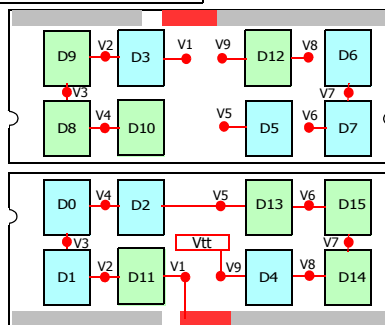 V2 V1 V9 V8
D9 D3 D12 D6
V3 V7
V4 V5 V6
D8 D10 D5 D7
V4 V5 V6
D0 D2 D13 D15
V3 Vtt V7
V2 V1 V9 V8
D1 D11 D4 D14